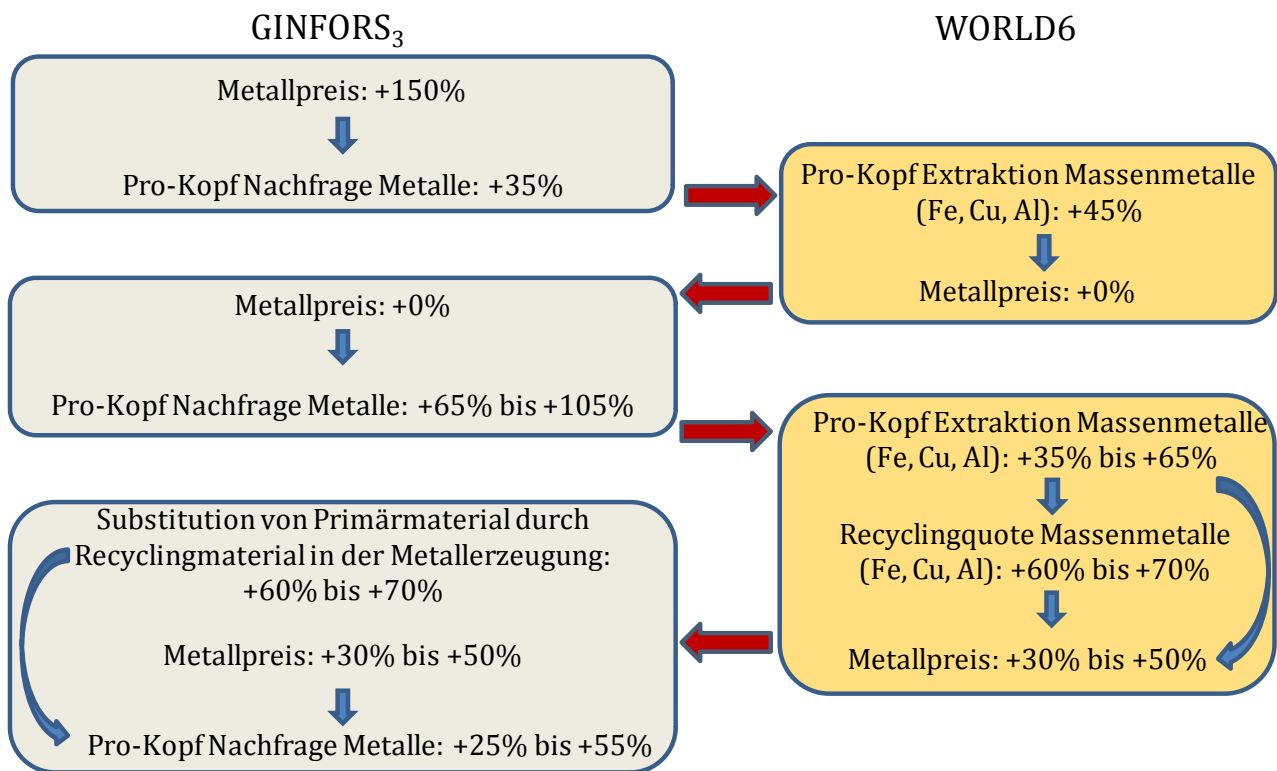 GINFORS₃
WORLD6
Metallpreis: +150%
Pro-Kopf Nachfrage Metalle: +35%
Pro-Kopf Extraktion Massenmetalle
(Fe, Cu, Al): +45%
Metallpreis: +0%
Metallpreis: +0%
Pro-Kopf Nachfrage Metalle: +65% bis +105%
Pro-Kopf Extraktion Massenmetalle
(Fe, Cu, Al): +35% bis +65%
Recyclingquote Massenmetalle
(Fe, Cu, Al): +60% bis +70%
Metallpreis: +30% bis +50%
Substitution von Primärmaterial durch
Recyclingmaterial in der Metallerzeugung:
+60% bis +70%
Metallpreis: +30% bis +50%
Pro-Kopf Nachfrage Metalle: +25% bis +55%